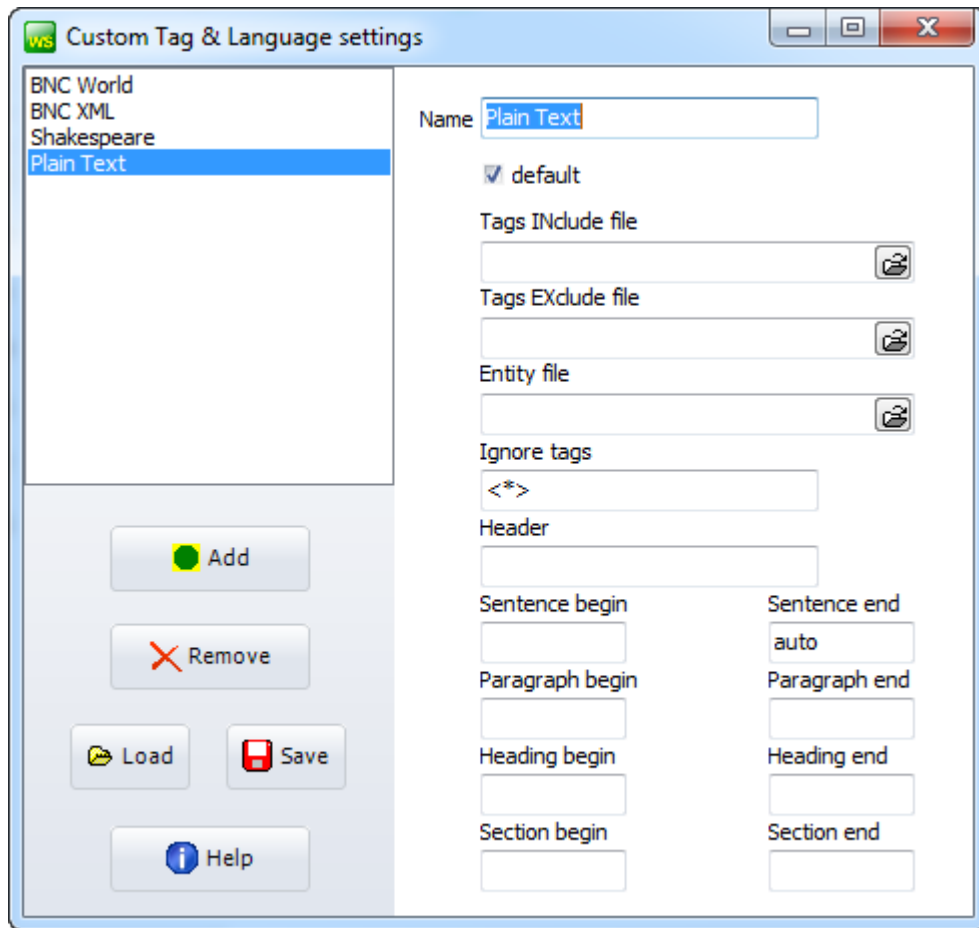 ws Custom Tag & Language settings
BNC World
BNC XML
Shakespeare
Plain Text
Add
Remove
Load Save
Help
Name Plain Text
default
Tags INclude file
Tags EXclude file
Entity file
Ignore tags
<*>
Header
Sentence begin Sentence end
auto
Paragraph begin Paragraph end
Heading begin Heading end
Section begin Section end